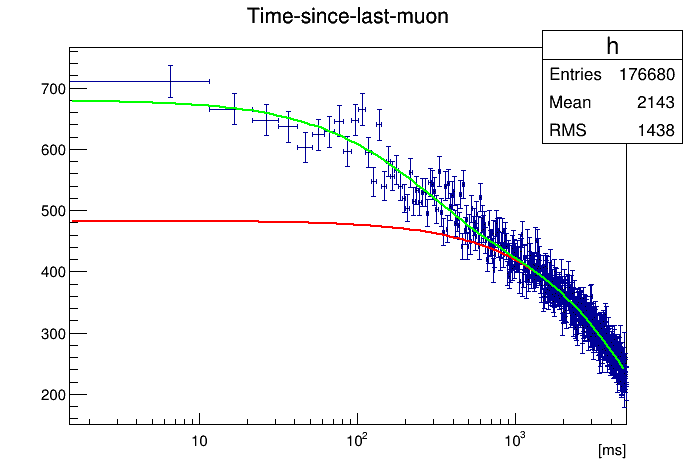 Time-since-last-muon
h
Entries 176680
Mean 2143
RMS 1438
700
600
500
400
300
200
10
10²
10³
[ms]